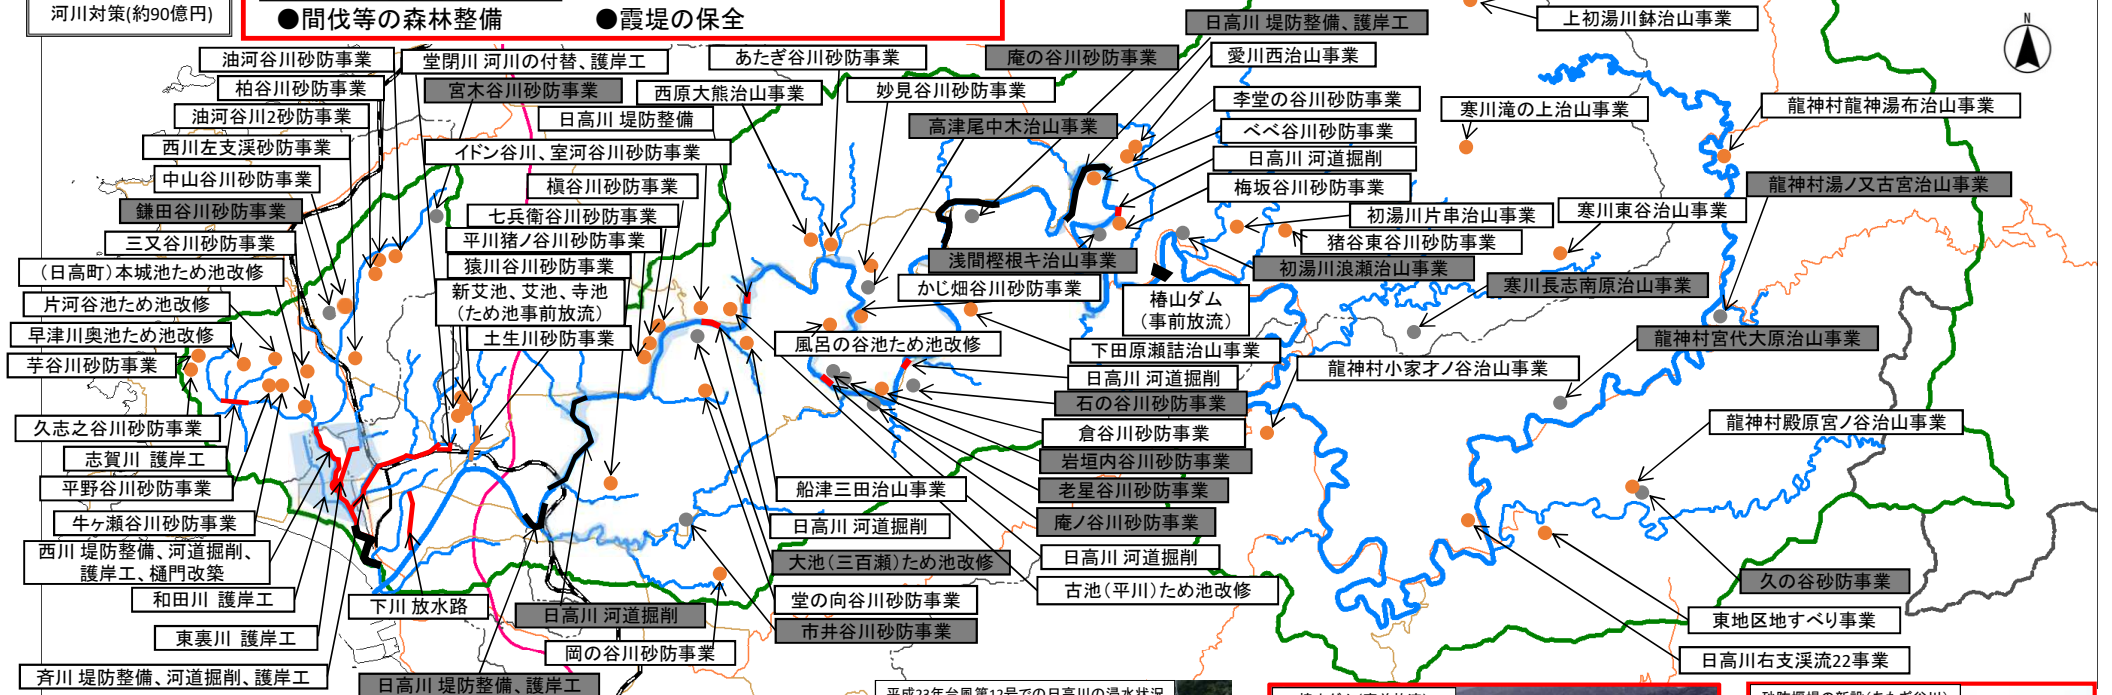 河川対策(約90億円)
●間伐等の森林整備 ●霞堤の保全
油河谷川砂防事業
柏谷川砂防事業
油河谷川2砂防事業
西川左支渓砂防事業
中山谷川砂防事業
鎌田谷川砂防事業
三又谷川砂防事業
(日高町)本城池ため池改修
片河谷池ため池改修
早津川奥池ため池改修
芋谷川砂防事業
久志之谷川砂防事業
志賀川 護岸工
平野谷川砂防事業
牛ヶ瀬谷川砂防事業
西川 堤防整備、河道掘削、
護岸工、樋門改築
和田川 護岸工
東裏川 護岸工
斉川 堤防整備、河道掘削、護岸工
堂閉川 河川の付替、護岸工
宮木谷川砂防事業
日高川 堤防整備
イドン谷川、室河谷川砂防事業
槇谷川砂防事業
七兵衛谷川砂防事業
平川猪ノ谷川砂防事業
猿川谷川砂防事業
新艾池、艾池、寺池
(ため池事前放流)
土生川砂防事業
下川 放水路
日高川 河道掘削
岡の谷川砂防事業
日高川 堤防整備、護岸工
あたぎ谷川砂防事業
西原大熊治山事業
妙見谷川砂防事業
庵の谷川砂防事業
高津尾中木治山事業
日高川 堤防整備、護岸工
愛川西治山事業
李堂の谷川砂防事業
べべ谷川砂防事業
日高川 河道掘削
梅坂谷川砂防事業
初湯川片串治山事業
猪谷東谷川砂防事業
初湯川浪瀬治山事業
浅間樫根キ治山事業
かじ畑谷川砂防事業
椿山ダム
(事前放流)
風呂の谷池ため池改修
下田原瀬詰治山事業
日高川 河道掘削
石の谷川砂防事業
倉谷川砂防事業
岩垣内谷川砂防事業
老星谷川砂防事業
庵ノ谷川砂防事業
日高川 河道掘削
古池(平川)ため池改修
船津三田治山事業
日高川 河道掘削
大池(三百瀬)ため池改修
堂の向谷川砂防事業
市井谷川砂防事業
上初湯川鉢治山事業
N
寒川滝の上治山事業
龍神村龍神湯布治山事業
龍神村湯ノ又古宮治山事業
寒川東谷治山事業
寒川長志南原治山事業
龍神村宮代大原治山事業
龍神村小家才ノ谷治山事業
龍神村殿原宮ノ谷治山事業
久の谷砂防事業
東地区地すべり事業
日高川右支渓流22事業
平成23年台風第12号での日高川の浸水状況